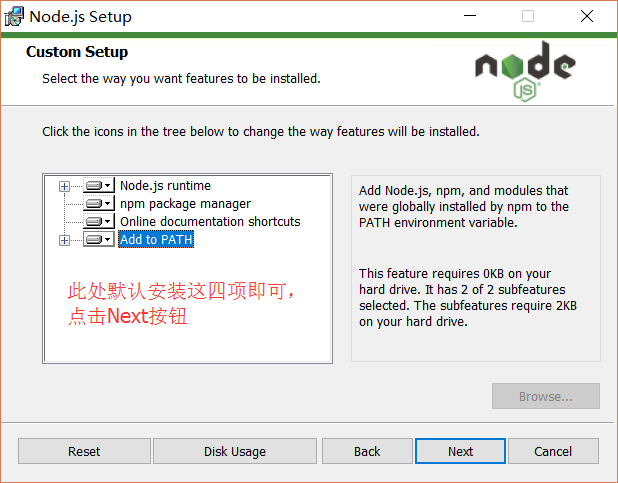 Node.js Setup
Custom Setup
Select the way you want features to be installed.
node
JS
Click the icons in the tree below to change the way features will be installed.
Node.js runtime
npm package manager
Online documentation shortcuts
Add to PATH
此处默认安装这四项即可，
点击Next按钮
Add Node.js, npm, and modules that
were globally installed by npm to the
PATH environment variable.
This feature requires 0KB on your
hard drive. It has 2 of 2 subfeatures
selected. The subfeatures require 2KB
on your hard drive.
Browse...
Reset
Disk Usage
Back
Next
Cancel